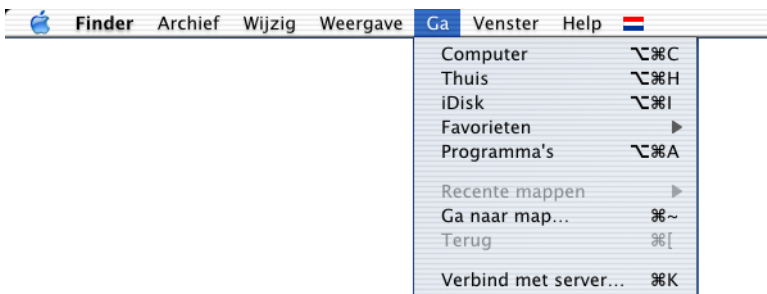 Finder Archief Wijzig Weergave Ga Venster Help
Computer ⌥⌘C
Thuis ⌥⌘H
iDisk ⌥⌘I
Favorieten ▶
Programma's ⌥⌘A
Recente mappen ▶
Ga naar map... ⌘~
Terug ⌘[
Verbind met server... ⌘K